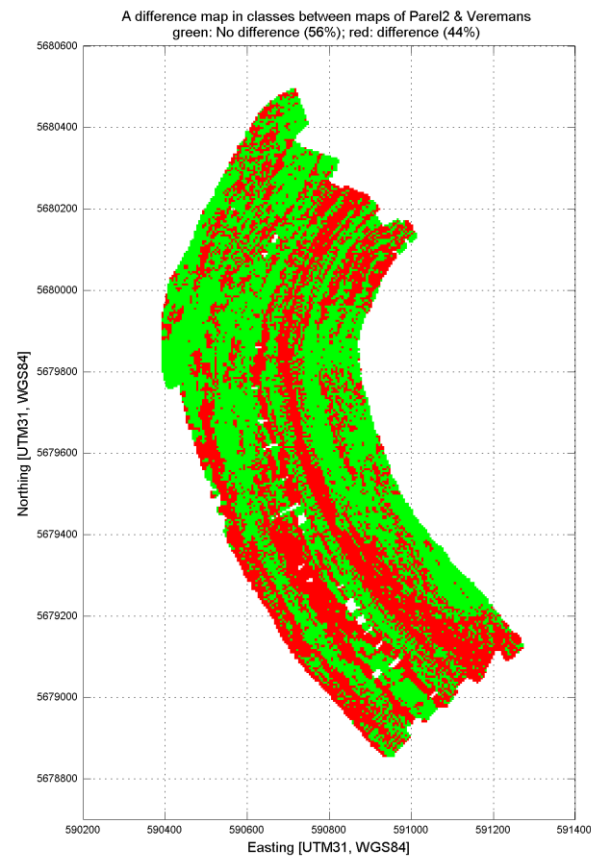 A difference map in classes between maps of Parel2 & Veremans
green: No difference (56%); red: difference (44%)
5680600
5680400
5680200
5680000
5679800
5679600
5679400
5679200
5679000
5678800
Northing [UTM31, WGS84]
590200 590400 590600 590800 591000 591200 591400
Easting [UTM31, WGS84]